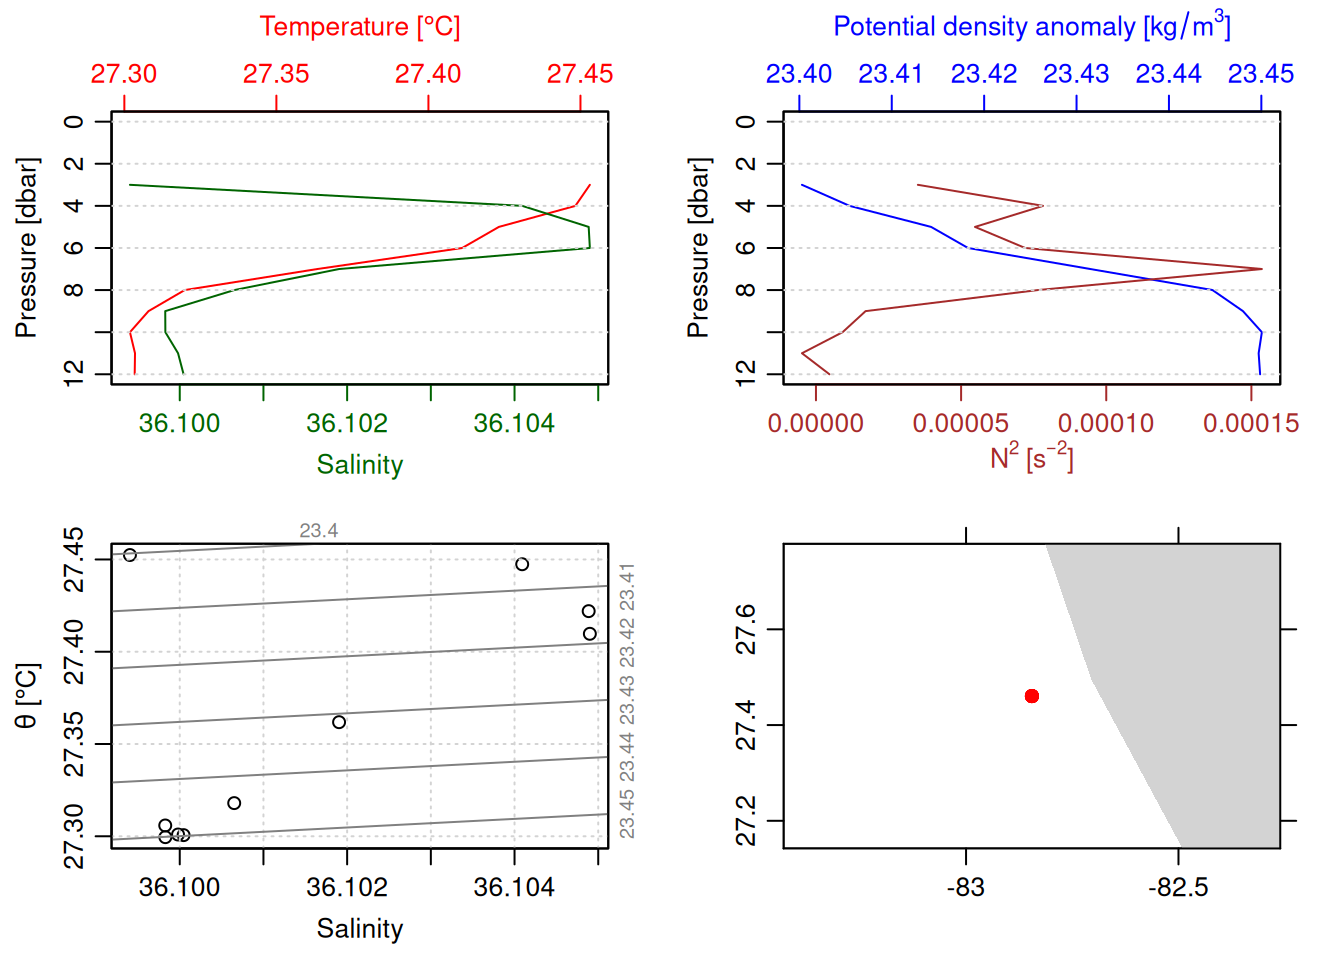 Temperature [°C]
27.30 27.35 27.40 27.45
Pressure [dbar]
0
2
4
6
8
12
36.100 36.102 36.104
Salinity
Potential density anomaly [kg/m³]
23.40 23.41 23.42 23.43 23.44 23.45
Pressure [dbar]
0
2
4
6
8
12
0.00000 0.00005 0.00010 0.00015
N² [s⁻²]
23.4
θ [°C]
27.45
27.40
27.35
27.30
23.41
23.42
23.43
23.44
23.45
36.100 36.102 36.104
Salinity
27.6
27.4
27.2
-83 -82.5